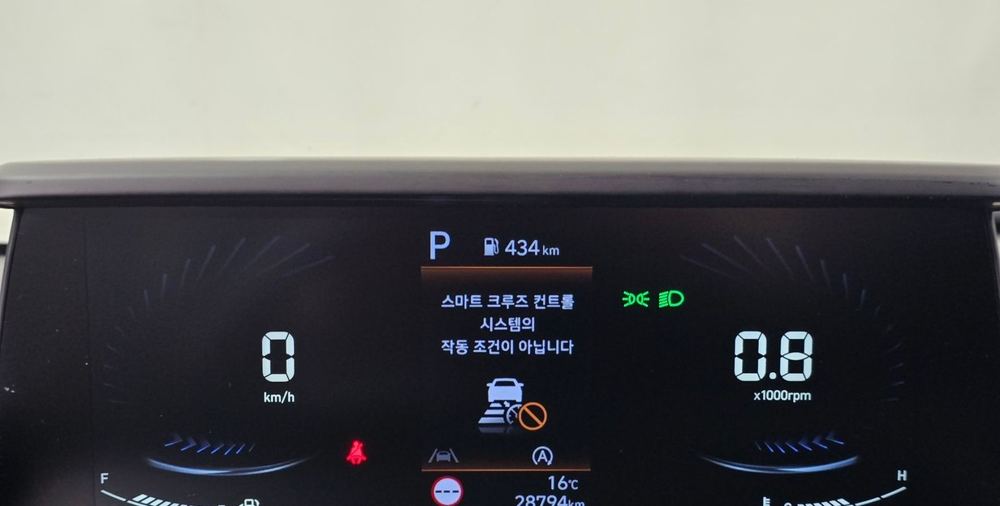 P 434 km
스마트 크루즈 컨트롤
시스템의
작동 조건이 아닙니다
0
km/h
0.8
x1000rpm
A
F
H
16℃
28794km